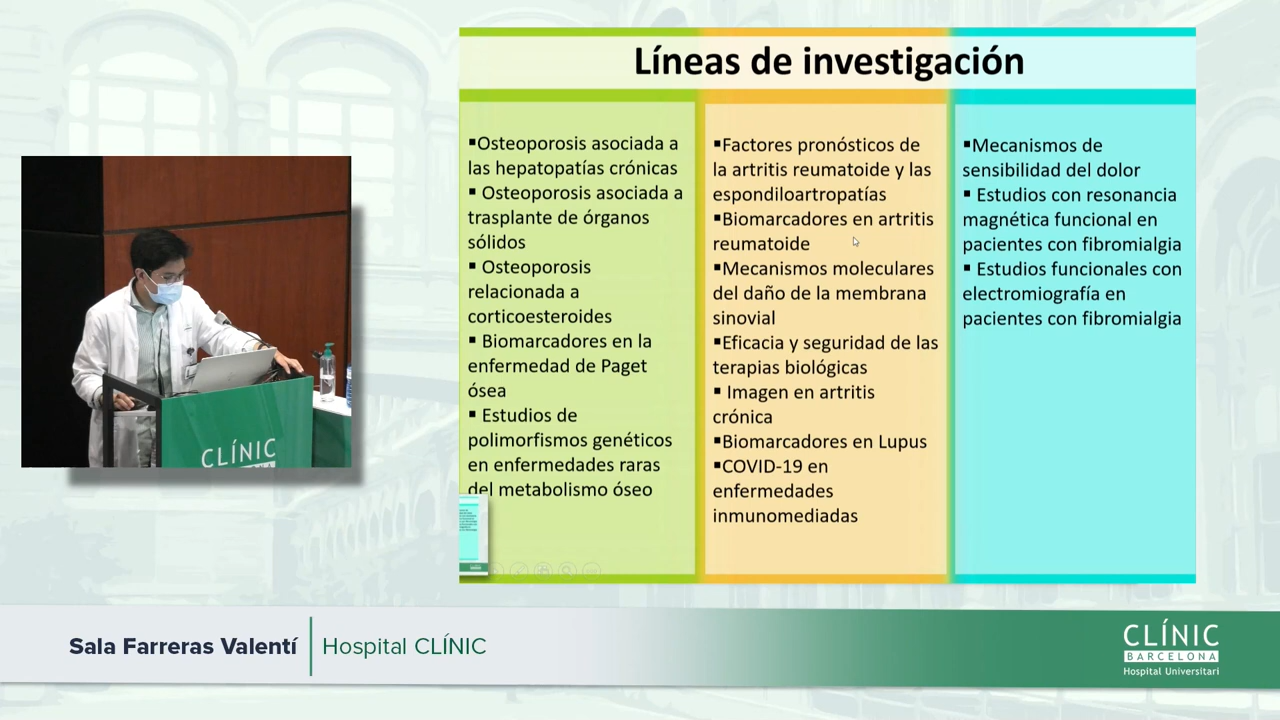 Líneas de investigación
▪Osteoporosis asociada a
las hepatopatías crónicas
▪ Osteoporosis asociada a
trasplante de órganos
sólidos
▪ Osteoporosis
relacionada a
corticoesteroides
▪ Biomarcadores en la
enfermedad de Paget
ósea
▪ Estudios de
polimorfismos genéticos
en enfermedades raras
del metabolismo óseo
▪Factores pronósticos de
la artritis reumatoide y las
espondiloartropatías
▪Biomarcadores en artritis
reumatoide
▪Mecanismos moleculares
del daño de la membrana
sinovial
▪Eficacia y seguridad de las
terapias biológicas
▪ Imagen en artritis
crónica
▪Biomarcadores en Lupus
▪COVID-19 en
enfermedades
inmunomediadas
▪Mecanismos de
sensibilidad del dolor
▪ Estudios con resonancia
magnética funcional en
pacientes con fibromialgia
▪ Estudios funcionales con
electromiografía en
pacientes con fibromialgia
CLÍNIC
Sala Farreras Valentí
Hospital CLÍNIC
CLÍNIC
BARCELONA
Hospital Universitari